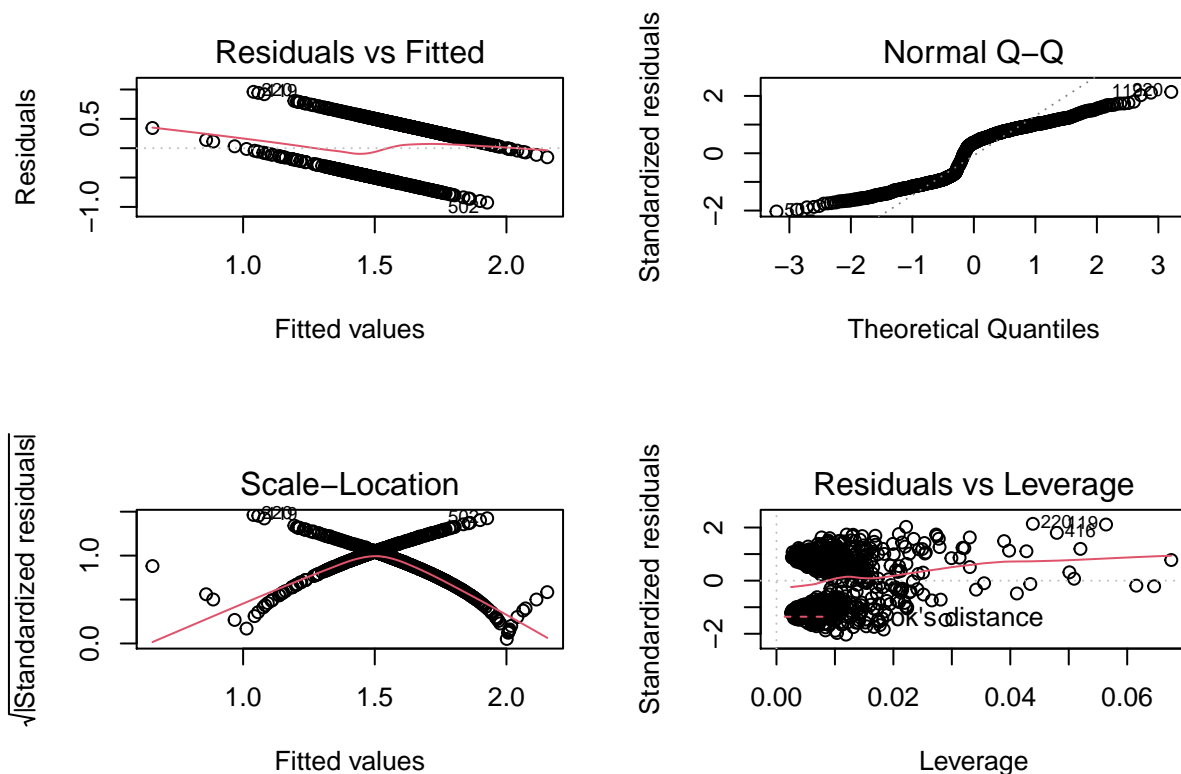 Residuals vs Fitted
Residuals
0.5
-1.0
502
1.0
1.5
2.0
Fitted values
Normal Q−Q
Standardized residuals
2
0
−2
−3
−2
−1
0
1
2
3
Theoretical Quantiles
Scale−Location
√|Standardized residuals|
1.0
0.0
1.0
1.5
2.0
Fitted values
Residuals vs Leverage
Standardized residuals
2
0
−2
220
119
416
distance
0.00
0.02
0.04
0.06
Leverage